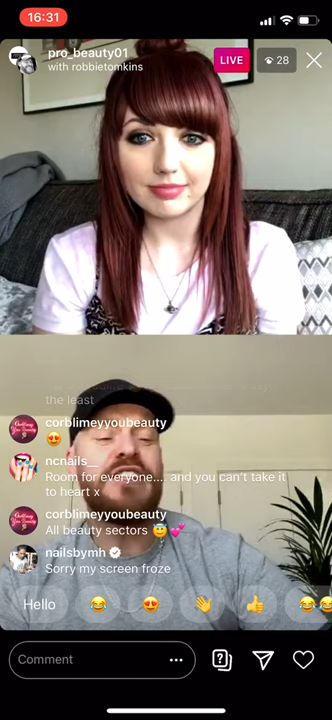 16:31
pro_beauty01
with robbietomkins
LIVE
28
the least
corblimeyyoubeauty
😍
ncnails__
Room for everyone... and you can't take it
to heart x
corblimeyyoubeauty
All beauty sectors 😇💞
nailsbymh
Sorry my screen froze
Hello 😂 😍 👋 👍 😂😂
Comment